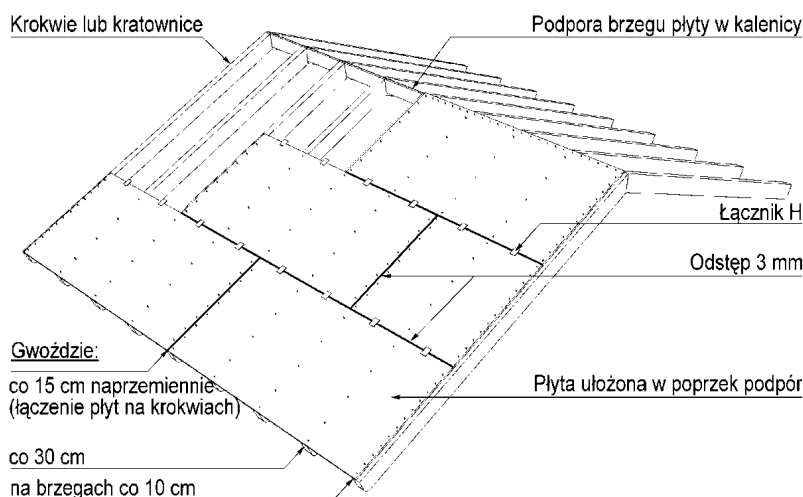 Krokwie lub kratownice
Podpora brzegu płyty w kalenicy
Łącznik H
Odstęp 3 mm
Gwoździe:
co 15 cm naprzemiennie
(łączenie płyt na krokwiach)
Płyta ułożona w poprzek podpór
co 30 cm
na brzegach co 10 cm